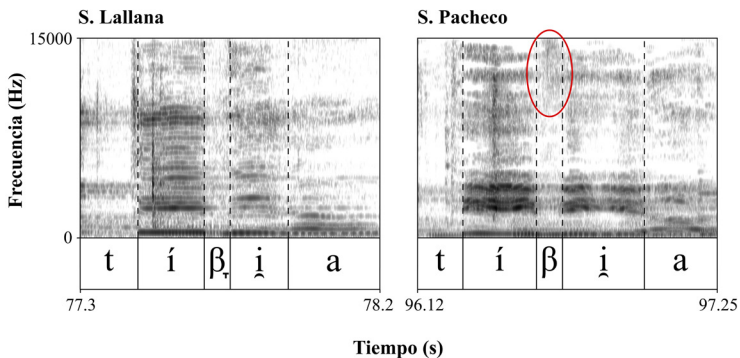 S. Lallana
S. Pacheco
15000
Frecuencia (Hz)
0
t í β̞ i̯ a
t í β i̯ a
77.3
78.2
96.12
97.25
Tiempo (s)